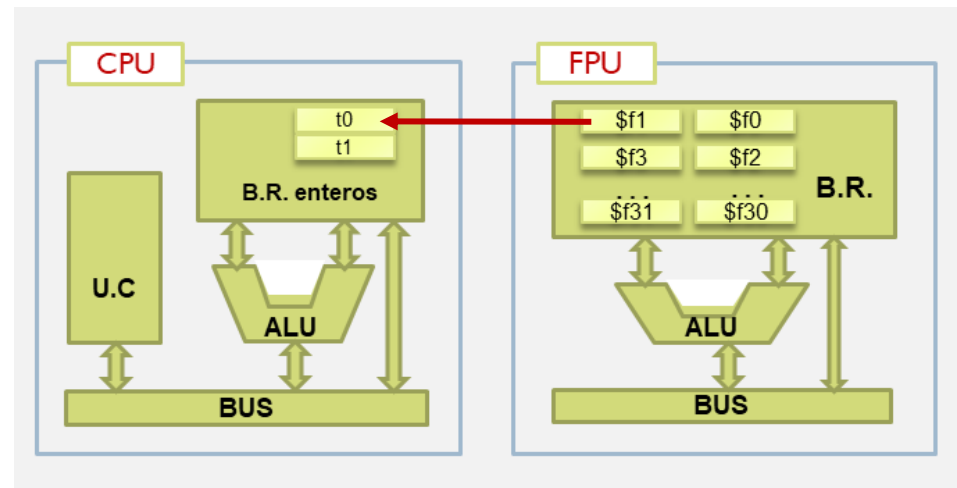 CPU
t0
t1
B.R. enteros
U.C
ALU
BUS
FPU
$f1 $f0
$f3 $f2
... ...
$f31 $f30
B.R.
ALU
BUS